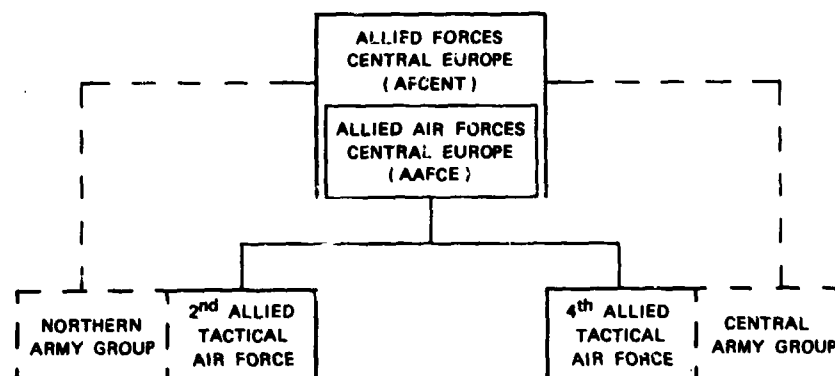 ALLIED FORCES
CENTRAL EUROPE
(AFCENT)
ALLIED AIR FORCES
CENTRAL EUROPE
(AAFCE)
NORTHERN
ARMY GROUP
2nd ALLIED
TACTICAL
AIR FORCE
4th ALLIED
TACTICAL
AIR FORCE
CENTRAL
ARMY GROUP